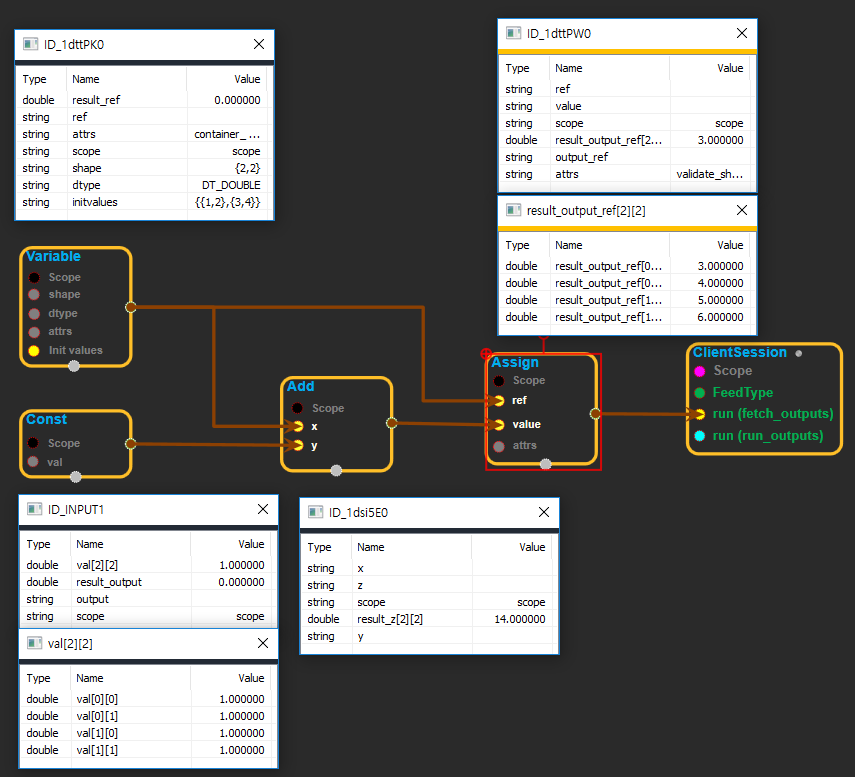 ID_1dttPK0
Type Name Value
double result_ref 0.000000
string ref
string attrs container_ ...
string scope scope
string shape {2,2}
string dtype DT_DOUBLE
string initvalues {{1,2},{3,4}}
ID_1dttPW0
Type Name Value
string ref
string value
string scope scope
double result_output_ref[2... 3.000000
string output_ref
string attrs validate_sh...
result_output_ref[2][2]
Type Name Value
double result_output_ref[0... 3.000000
double result_output_ref[0... 4.000000
double result_output_ref[1... 5.000000
double result_output_ref[1... 6.000000
Variable
Scope
shape
dtype
attrs
Init values
Const
Scope
val
Add
Scope
x
y
Assign
Scope
ref
value
attrs
ClientSession
Scope
FeedType
run (fetch_outputs)
run (run_outputs)
ID_INPUT1
Type Name Value
double val[2][2] 1.000000
double result_output 0.000000
string output
string scope scope
val[2][2]
Type Name Value
double val[0][0] 1.000000
double val[0][1] 1.000000
double val[1][0] 1.000000
double val[1][1] 1.000000
ID_1dsi5E0
Type Name Value
string x
string z
string scope scope
double result_z[2][2] 14.000000
string y